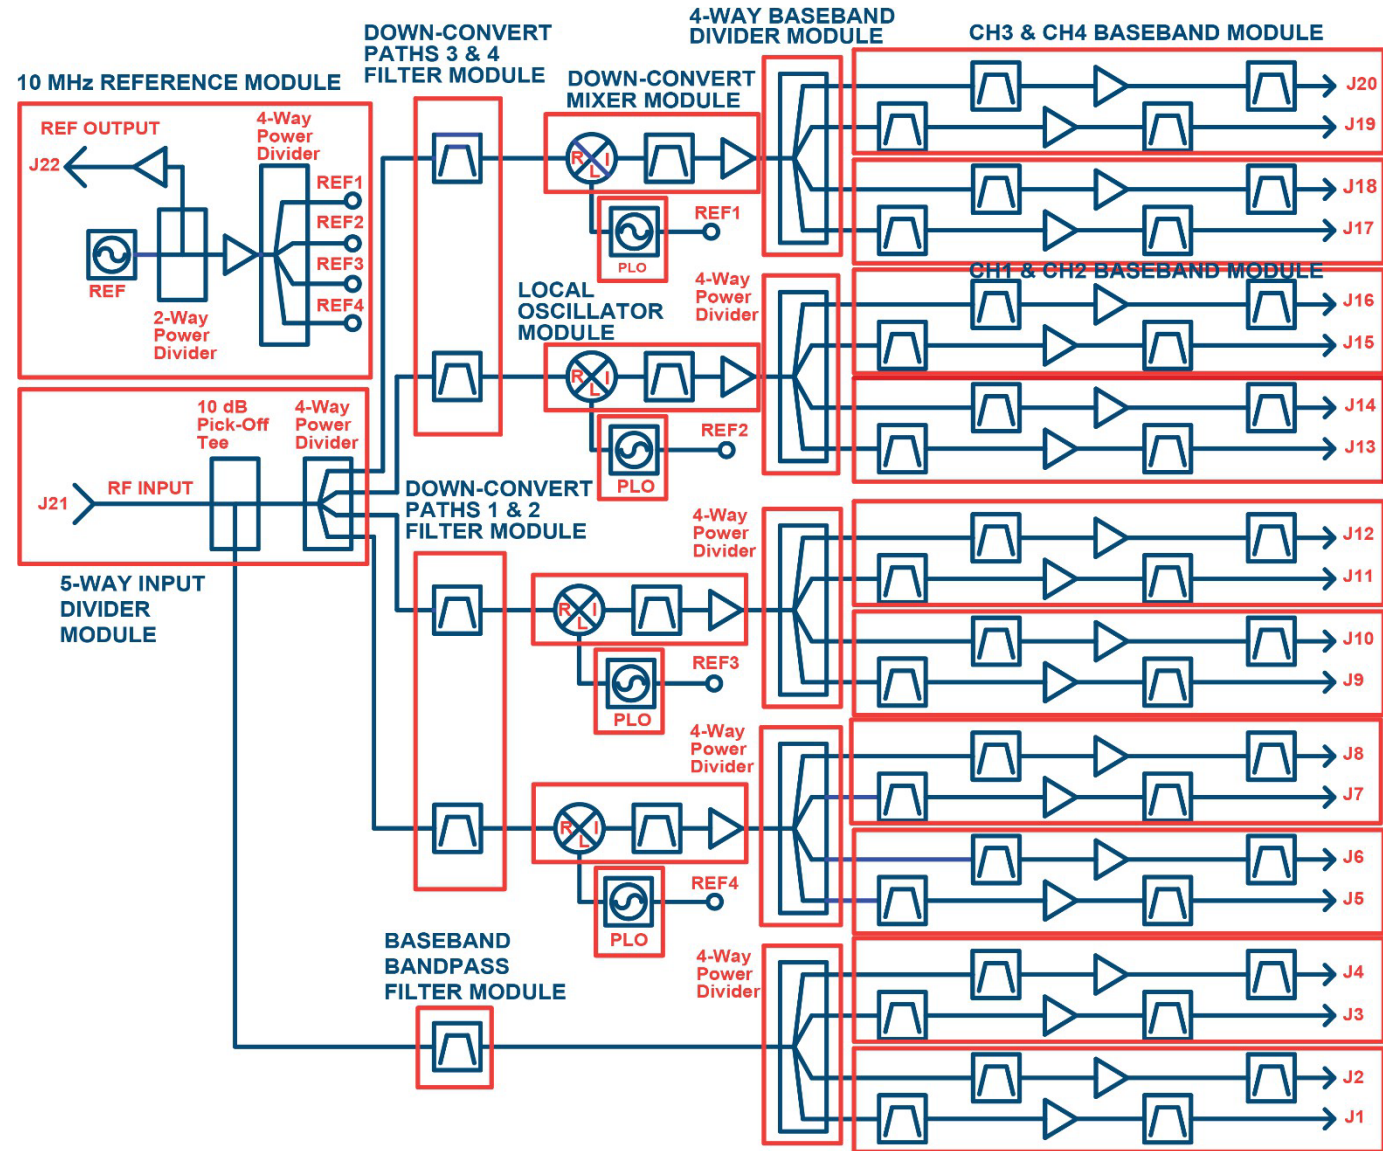 10 MHz REFERENCE MODULE
REF OUTPUT
J22
REF
2-Way
Power
Divider
4-Way
Power
Divider
REF1
REF2
REF3
REF4
10 dB
Pick-Off
Tee
4-Way
Power
Divider
J21
RF INPUT
5-WAY INPUT
DIVIDER
MODULE
DOWN-CONVERT
PATHS 3 & 4
FILTER MODULE
DOWN-CONVERT
MIXER MODULE
R
I
L
PLO
REF1
LOCAL
OSCILLATOR
MODULE
R
I
L
PLO
REF2
DOWN-CONVERT
PATHS 1 & 2
FILTER MODULE
R
I
L
PLO
REF3
R
I
L
PLO
REF4
BASEBAND
BANDPASS
FILTER MODULE
4-WAY BASEBAND
DIVIDER MODULE
4-Way
Power
Divider
4-Way
Power
Divider
4-Way
Power
Divider
4-Way
Power
Divider
CH3 & CH4 BASEBAND MODULE
J20
J19
J18
J17
CH1 & CH2 BASEBAND MODULE
J16
J15
J14
J13
J12
J11
J10
J9
J8
J7
J6
J5
J4
J3
J2
J1